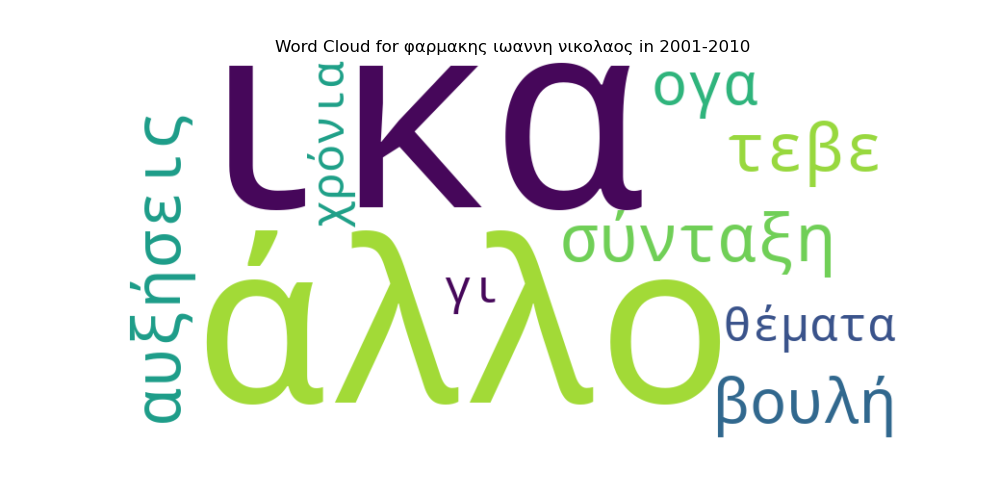 Word Cloud for φαρμακης ιωαννη νικολαος in 2001-2010
ικα
χρόνια
ογα
τεβε
αυξήσεις
σύνταξη
άλλο
γι
θέματα
βουλή